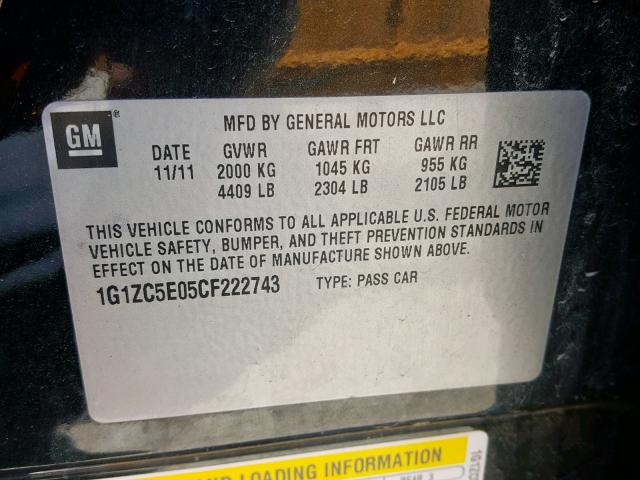 GM®
MFD BY GENERAL MOTORS LLC
DATE GVWR GAWR FRT GAWR RR
11/11 2000 KG 1045 KG 955 KG
4409 LB 2304 LB 2105 LB
THIS VEHICLE CONFORMS TO ALL APPLICABLE U.S. FEDERAL MOTOR
VEHICLE SAFETY, BUMPER, AND THEFT PREVENTION STANDARDS IN
EFFECT ON THE DATE OF MANUFACTURE SHOWN ABOVE.
1G1ZC5E05CF222743 TYPE: PASS CAR
LOADING INFORMATION